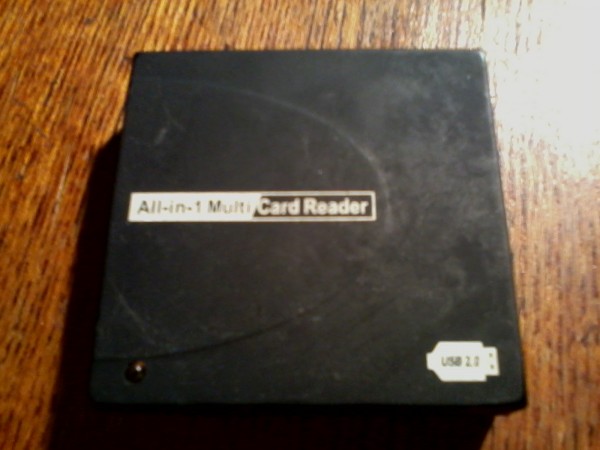 All-in-1 Multi Card Reader
USB 2.0